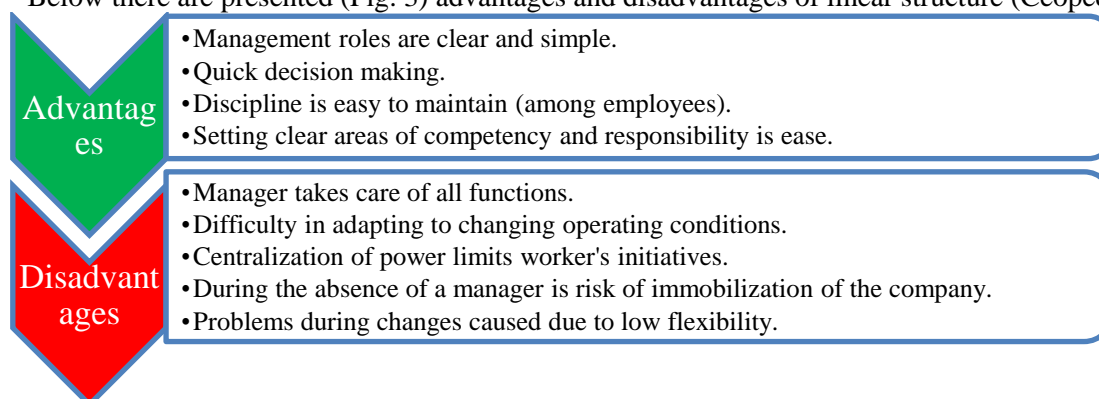 Below there are presented (Fig. 3) advantages and disadvantages of linear structure
Advantag
es
•Management roles are clear and simple.
•Quick decision making.
•Discipline is easy to maintain (among employees).
•Setting clear areas of competency and responsibility is ease.
Disadvant
ages
•Manager takes care of all functions.
•Difficulty in adapting to changing operating conditions.
•Centralization of power limits worker's initiatives.
•During the absence of a manager is risk of immobilization of the company.
•Problems during changes caused due to low flexibility.